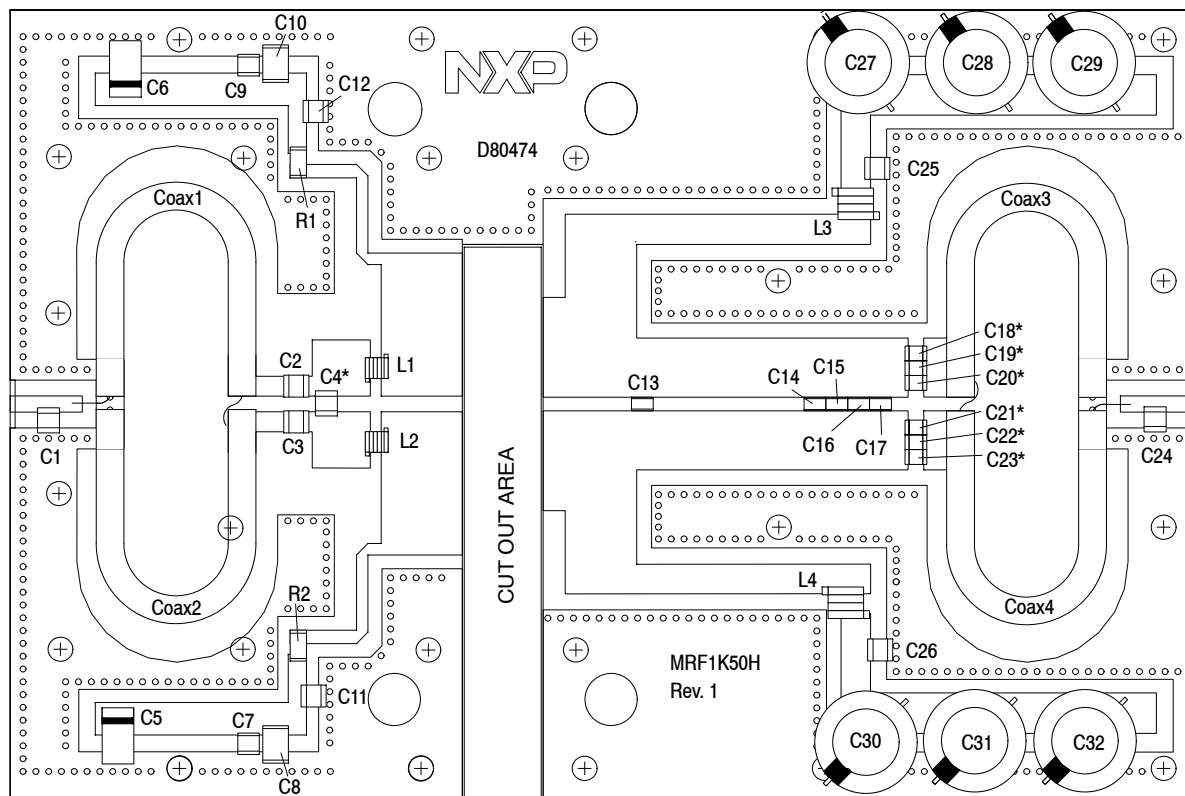 C10
C27
C28
C29
C6
C9
C12
NXP
D80474
C25
Coax1
R1
L3
Coax3
C18*
C19*
C20*
C2
C4*
L1
C13
C14
C15
C1
C3
L2
C16
C17
C21*
C22*
C23*
C24
CUT OUT AREA
Coax2
R2
L4
Coax4
MRF1K50H
Rev. 1
C26
C5
C7
C11
C8
C30
C31
C32